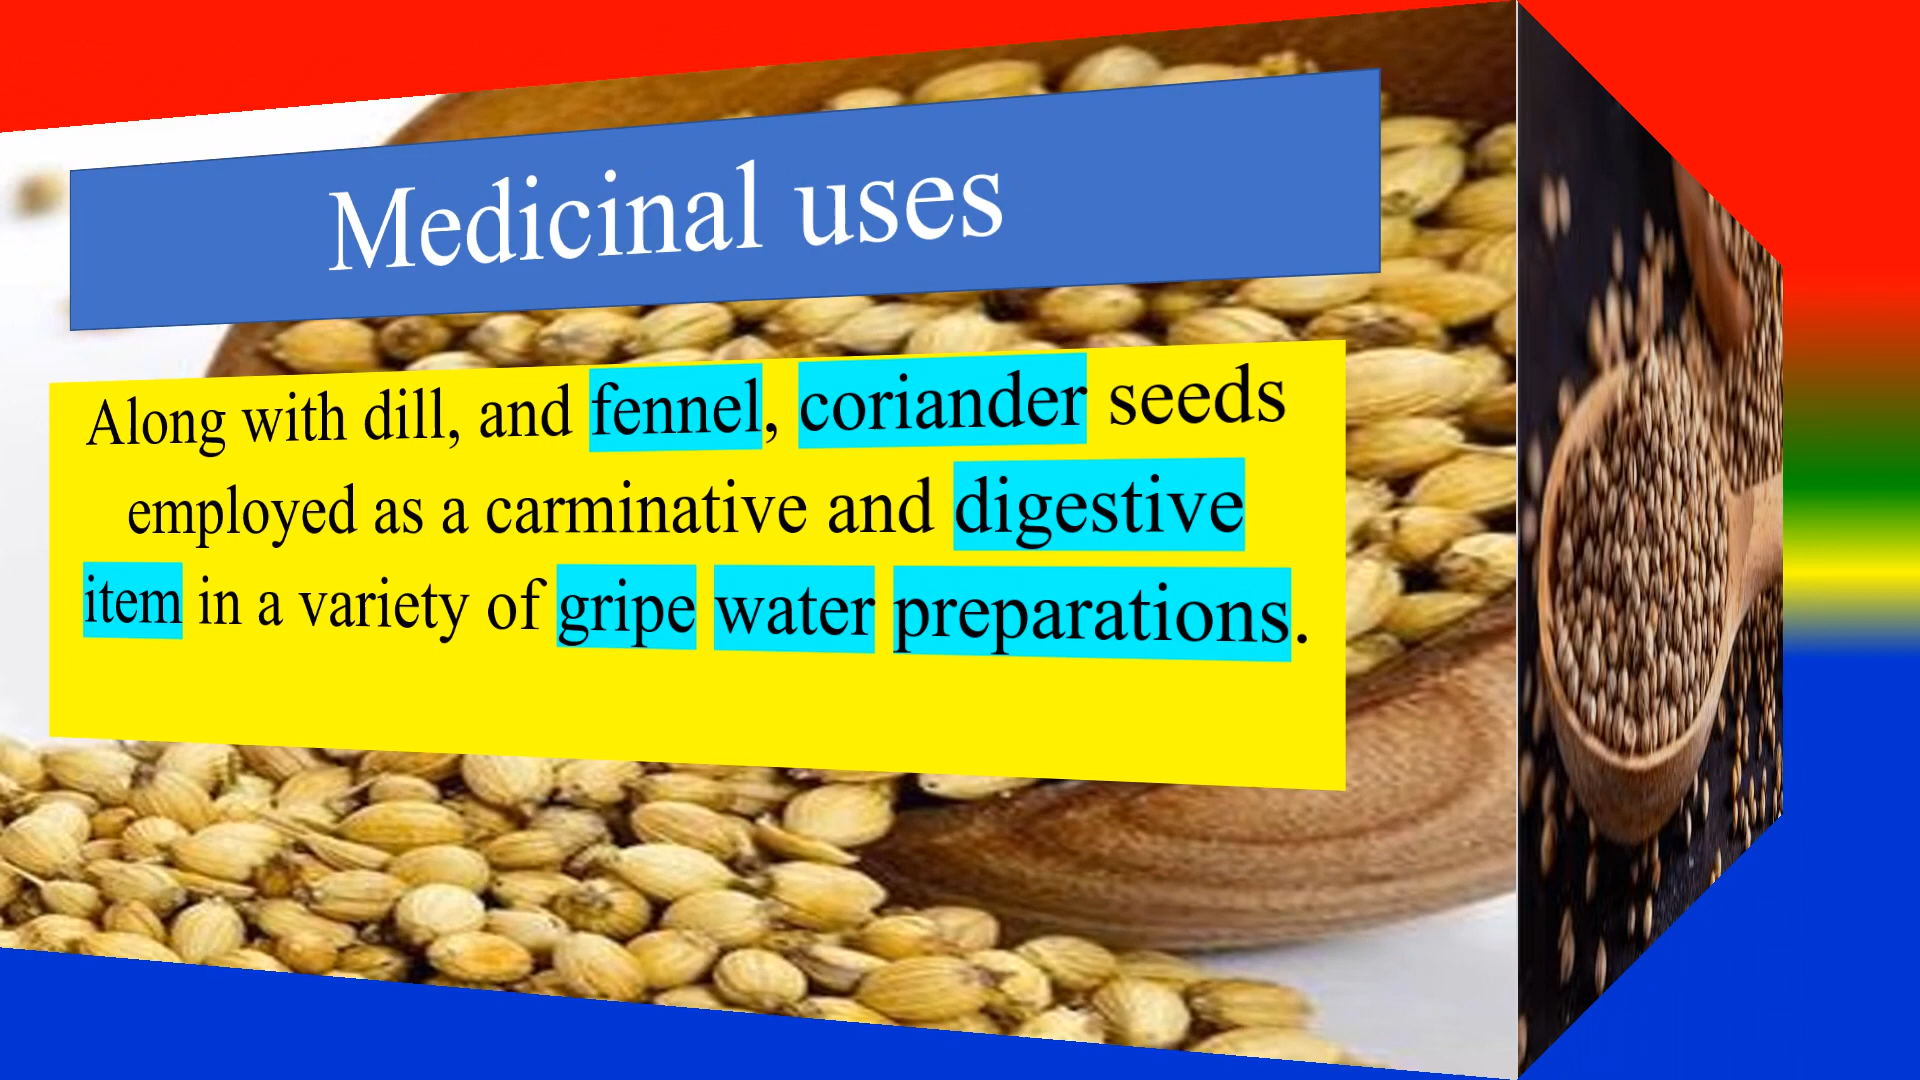 Medicinal uses
Along with dill, and fennel, coriander seeds
employed as a carminative and digestive
item in a variety of gripe water preparations.